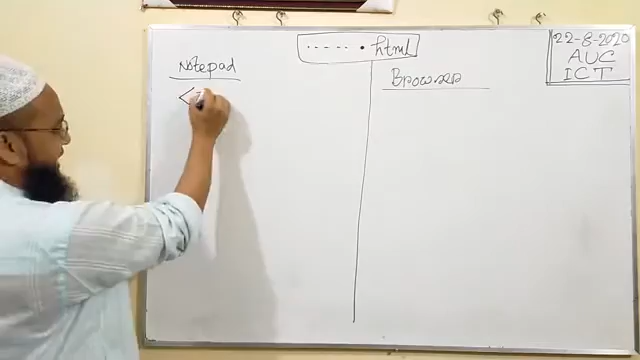 ...... .html
22-8-2020
AUC
ICT
Notepad
Browser
<